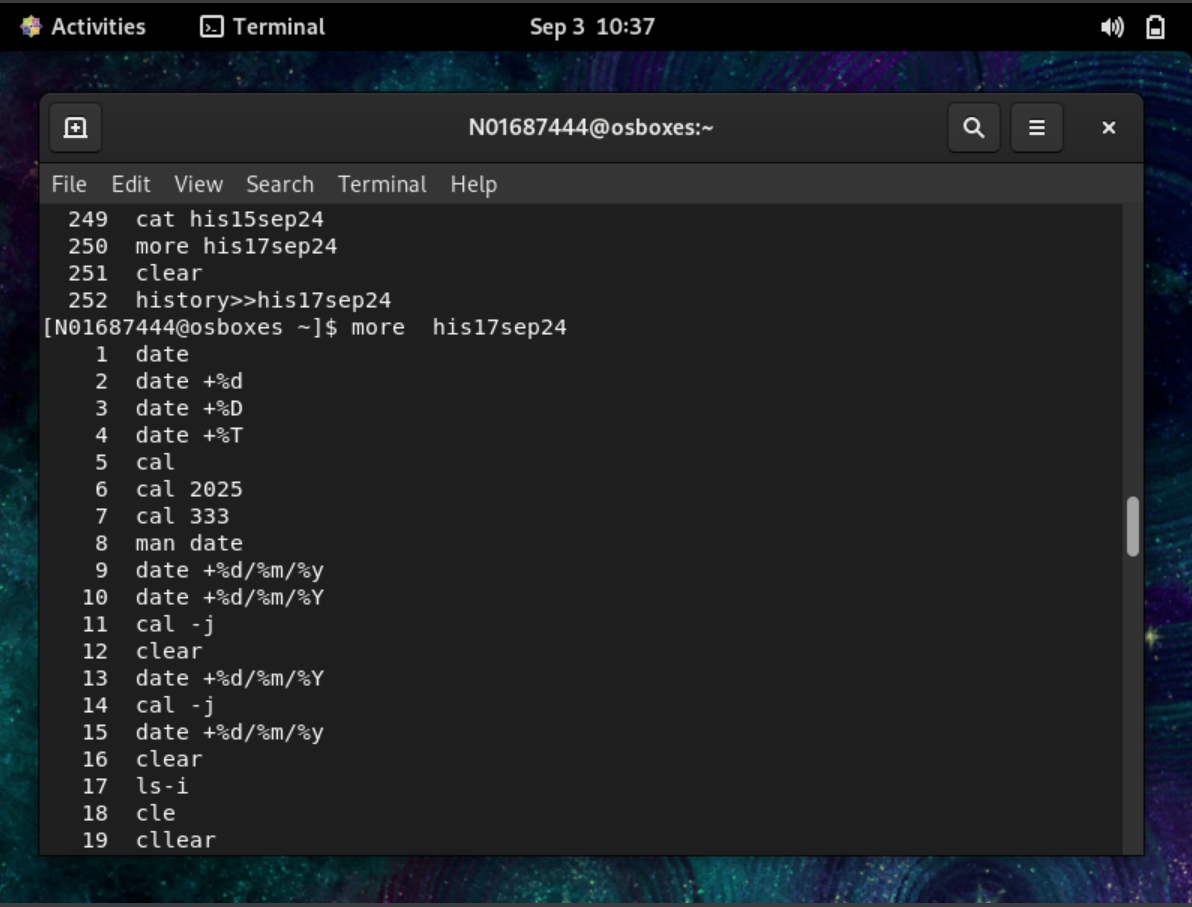 Activities Terminal Sep 3 10:37
N01687444@osboxes:~
File Edit View Search Terminal Help
249 cat his15sep24
250 more his17sep24
251 clear
252 history>>his17sep24
[N01687444@osboxes ~]$ more  his17sep24
1 date
2 date +%d
3 date +%D
4 date +%T
5 cal
6 cal 2025
7 cal 333
8 man date
9 date +%d/%m/%y
10 date +%d/%m/%Y
11 cal -j
12 clear
13 date +%d/%m/%Y
14 cal -j
15 date +%d/%m/%y
16 clear
17 ls-i
18 cle
19 cllear